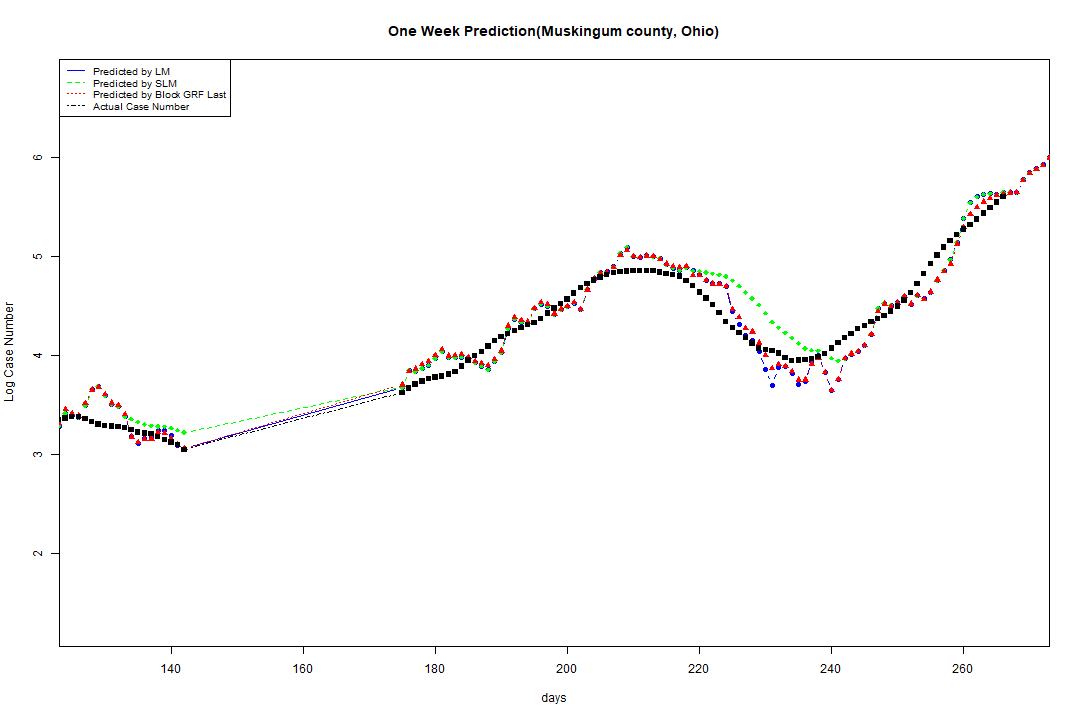 One Week Prediction(Muskingum county, Ohio)
Predicted by LM
Predicted by SLM
Predicted by Block GRF Last
Actual Case Number
6
5
4
3
2
Log Case Number
140
160
180
200
220
240
260
days